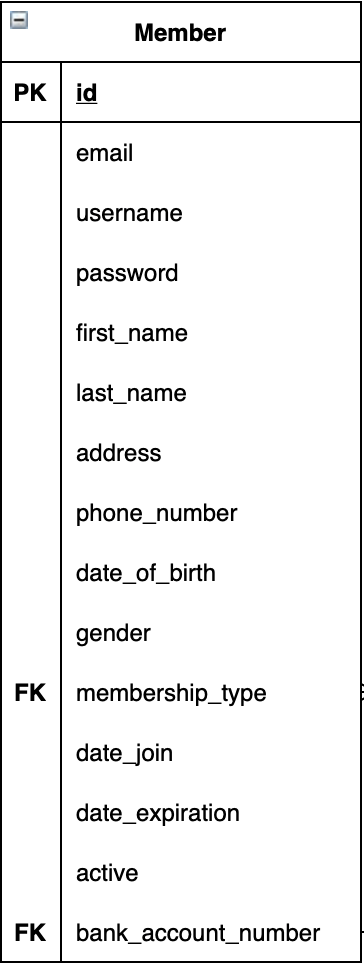 Member
PK id
email
username
password
first_name
last_name
address
phone_number
date_of_birth
gender
FK membership_type
date_join
date_expiration
active
FK bank_account_number